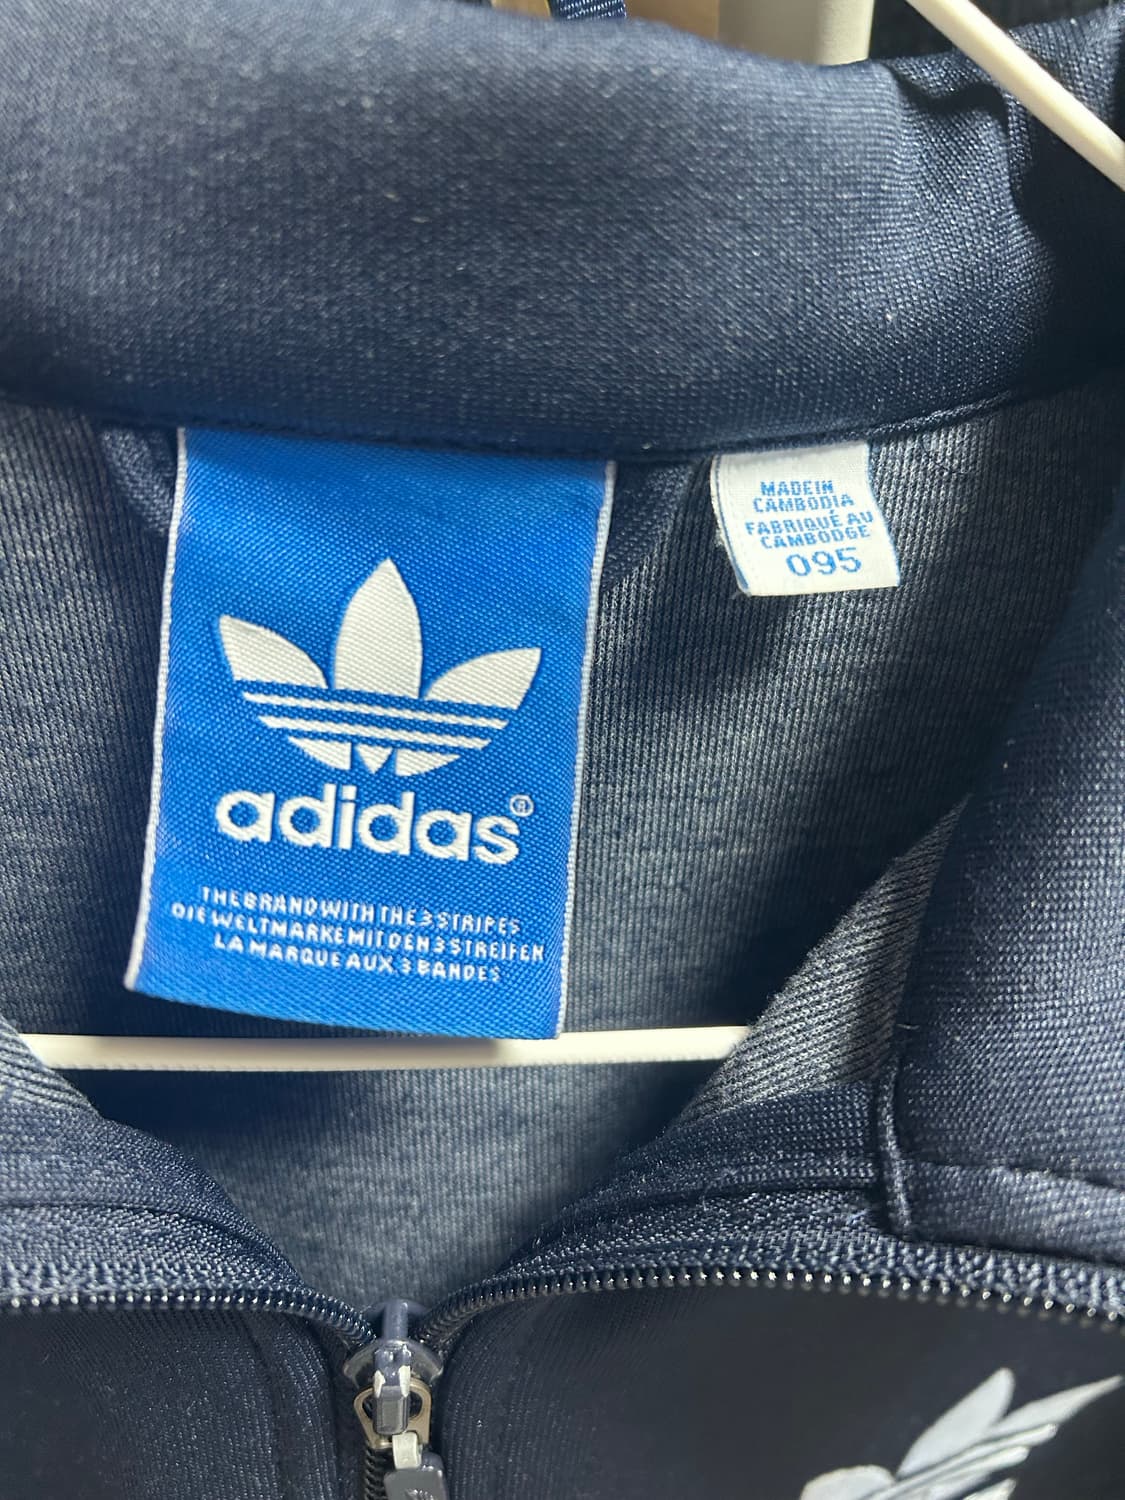 adidas®
THE BRAND WITH THE 3 STRIPES
DIE WELTMARKE MIT DEN 3 STREIFEN
LA MARQUE AUX 3 BANDES
MADE IN
CAMBODIA
/
FABRIQUÉ AU
CAMBODGE
095